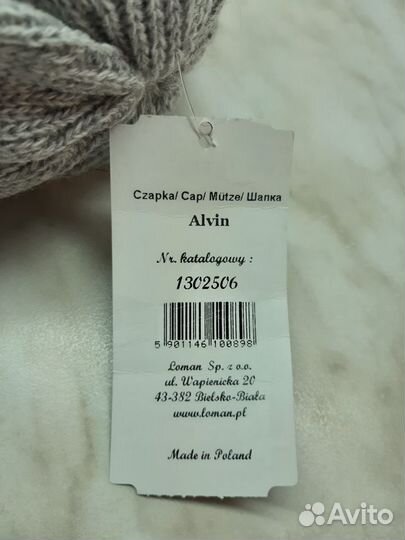 Czapka/ Cap/ Mütze/ Шапка
Alvin
Nr. katalogowy :
1302506
5 901146 100898
Loman Sp. z o.o.
ul. Wapienicka 20
43-382 Bielsko-Biała
www.loman.pl
Made in Poland
Avito